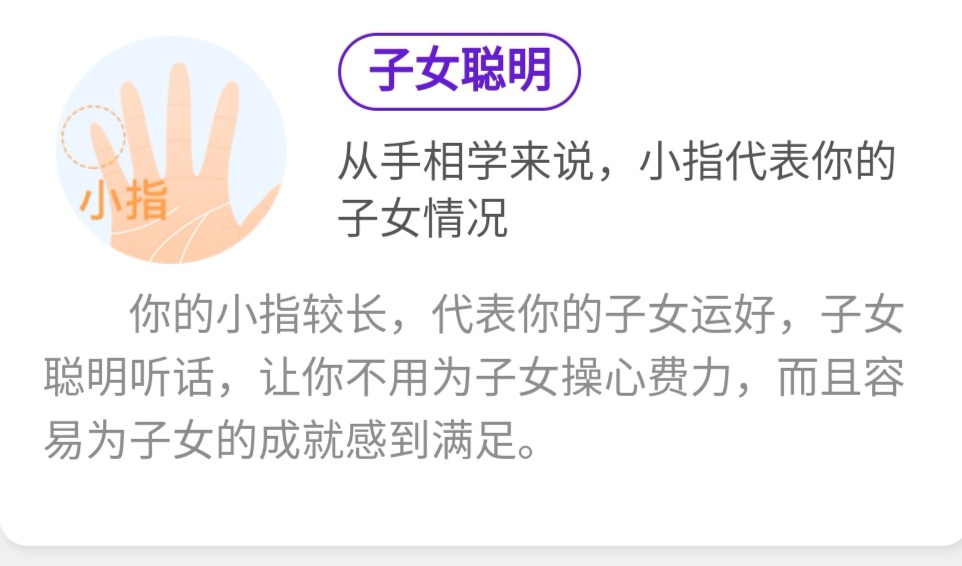 子女聪明
从手相学来说，小指代表你的
子女情况
小指
你的小指较长，代表你的子女运好，子女
聪明听话，让你不用为子女操心费力，而且容
易为子女的成就感到满足。